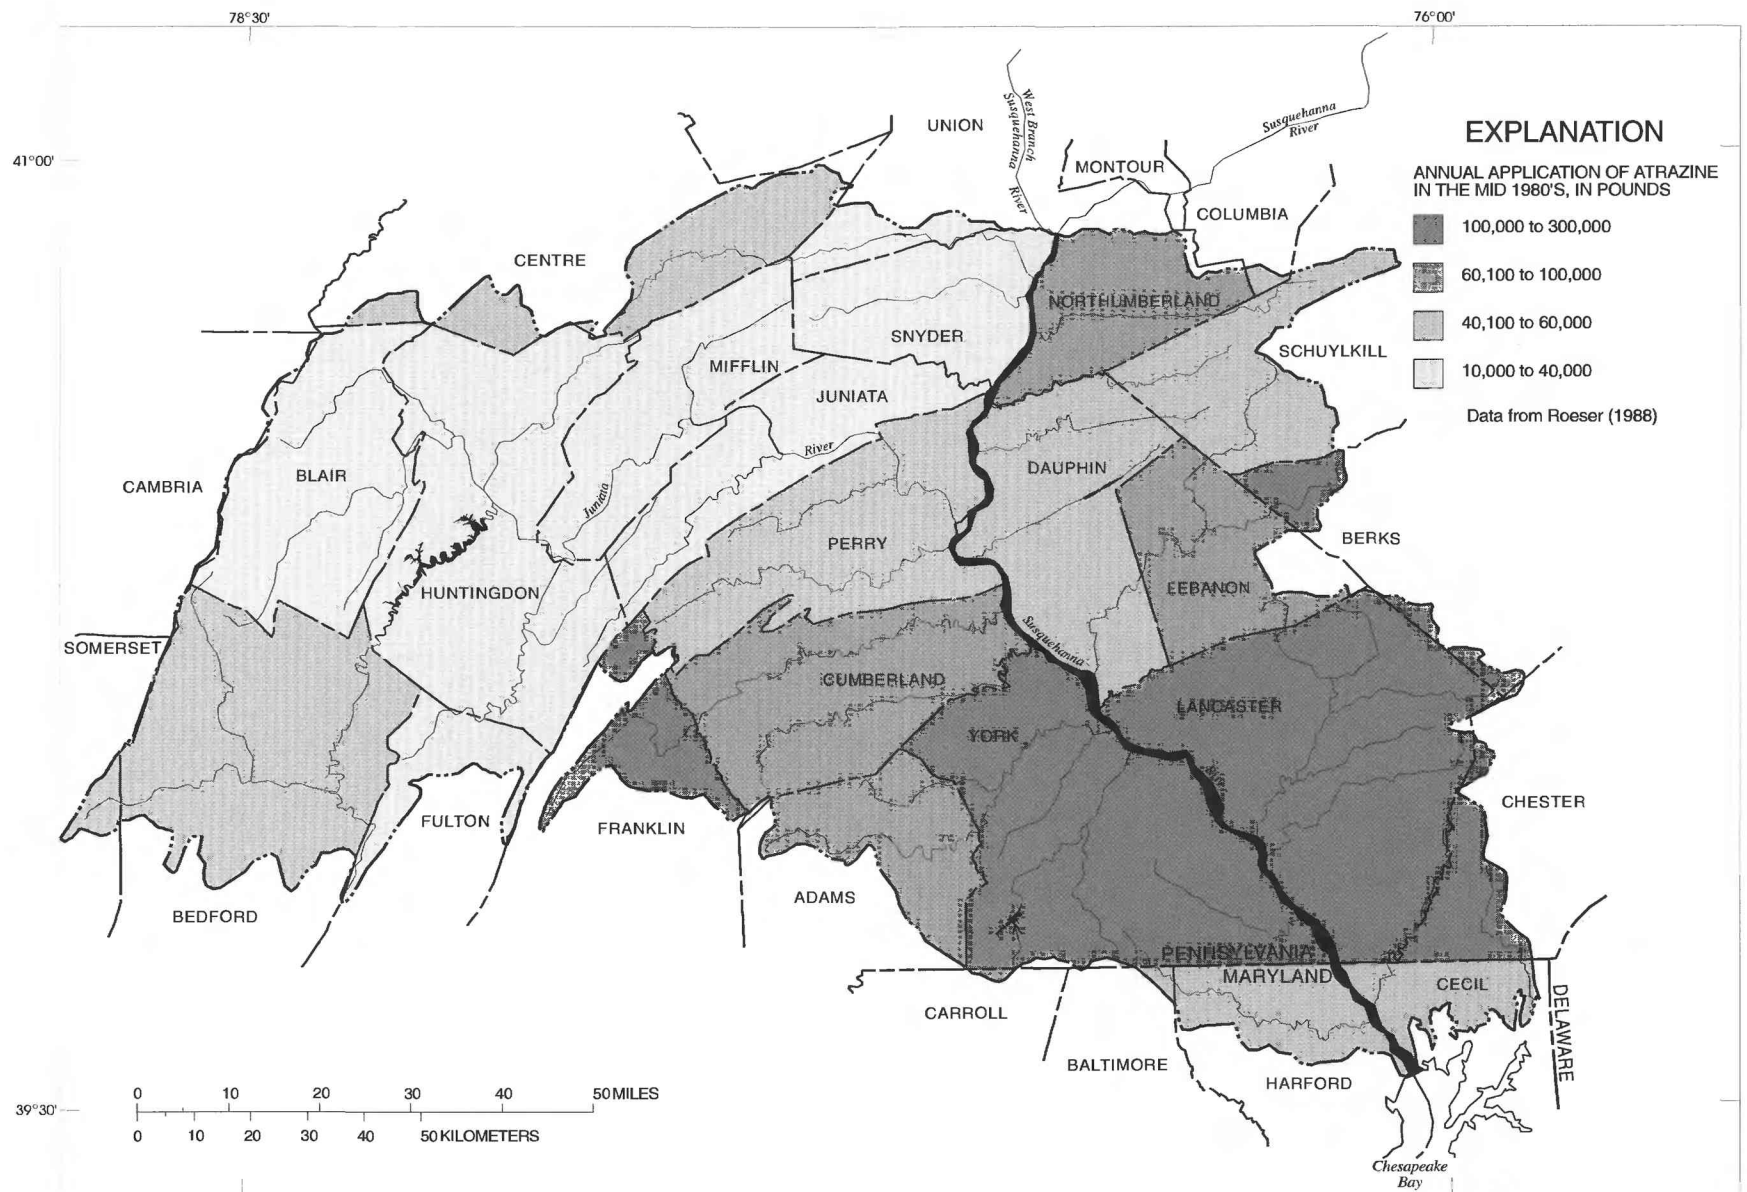 78°30'
76°00'
41°00'
39°30'
UNION
West Branch
Susquehanna
River
Susquehanna
River
MONTOUR
COLUMBIA
CENTRE
NORTHUMBERLAND
SNYDER
SCHUYLKILL
MIFFLIN
JUNIATA
River
Juniata
DAUPHIN
CAMBRIA
BLAIR
PERRY
BERKS
HUNTINGDON
LEBANON
SOMERSET
Susquehanna
CUMBERLAND
LANCASTER
YORK
CHESTER
FULTON
FRANKLIN
ADAMS
BEDFORD
PENNSYLVANIA
MARYLAND
CECIL
CARROLL
DELAWARE
BALTIMORE
HARFORD
Chesapeake
Bay
EXPLANATION
ANNUAL APPLICATION OF ATRAZINE
IN THE MID 1980'S, IN POUNDS
100,000 to 300,000
60,100 to 100,000
40,100 to 60,000
10,000 to 40,000
Data from Roeser (1988)
0 10 20 30 40 50 MILES
0 10 20 30 40 50 KILOMETERS